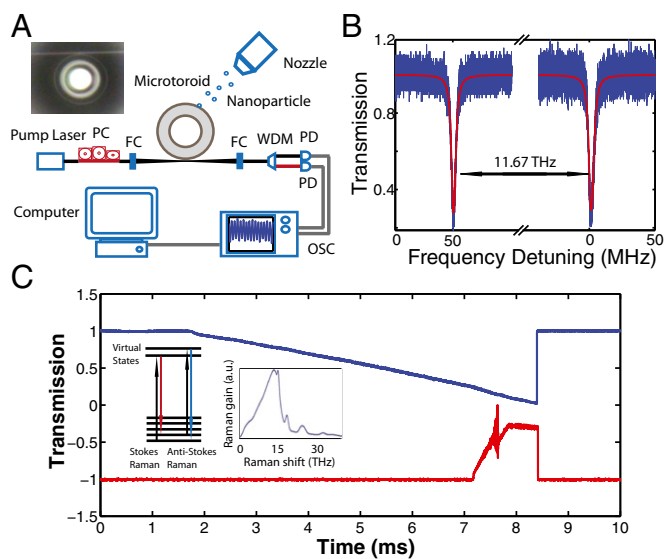 A
Nozzle
Microtoroid
Nanoparticle
Pump Laser
PC
FC
FC
WDM
PD
PD
Computer
OSC
B
Transmission
1.2
0.8
0.4
11.67 THz
0
50
0
50
Frequency Detuning (MHz)
C
Transmission
1.5
1
0.5
0
−0.5
−1
−1.5
Virtual
States
Stokes
Raman
Anti-Stokes
Raman
Raman gain (a.u.)
0
15
30
Raman shift (THz)
0
1
2
3
4
5
6
7
8
9
10
Time (ms)